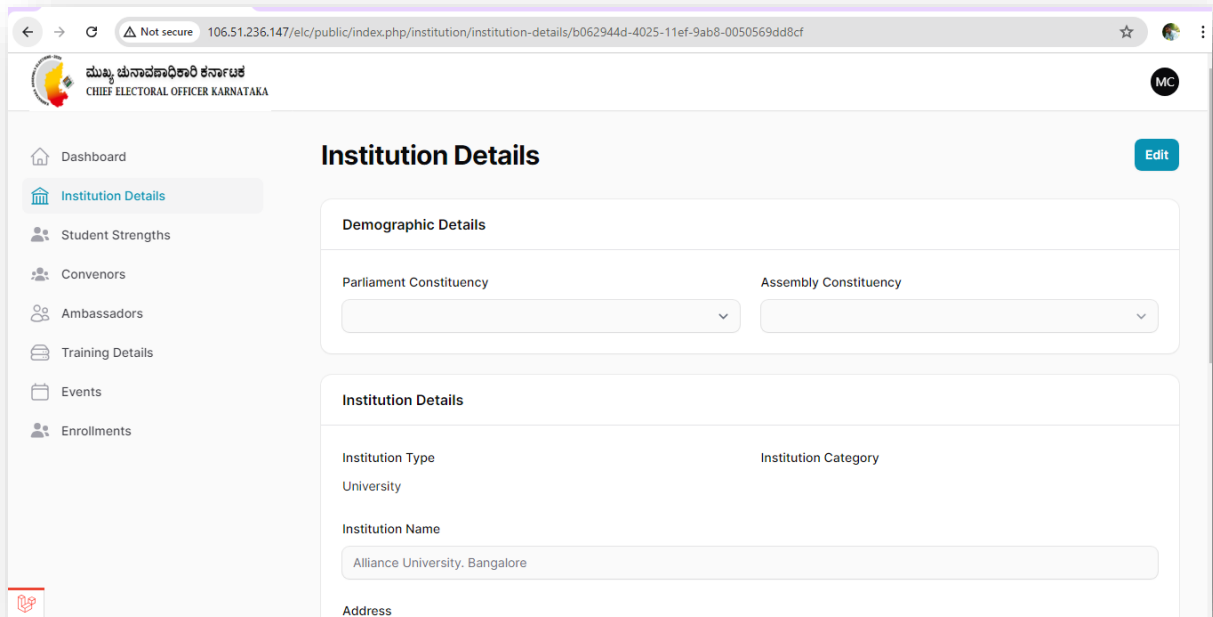 Not secure 106.51.236.147/elc/public/index.php/institution/institution-details/b062944d-4025-11ef-9ab8-0050569dd8cf
ಮುಖ್ಯ ಚುನಾವಣಾಧಿಕಾರಿ ಕರ್ನಾಟಕ
CHIEF ELECTORAL OFFICER KARNATAKA
MC
Dashboard
Institution Details
Student Strengths
Convenors
Ambassadors
Training Details
Events
Enrollments
Institution Details
Edit
Demographic Details
Parliament Constituency Assembly Constituency
Institution Details
Institution Type Institution Category
University
Institution Name
Alliance University. Bangalore
Address